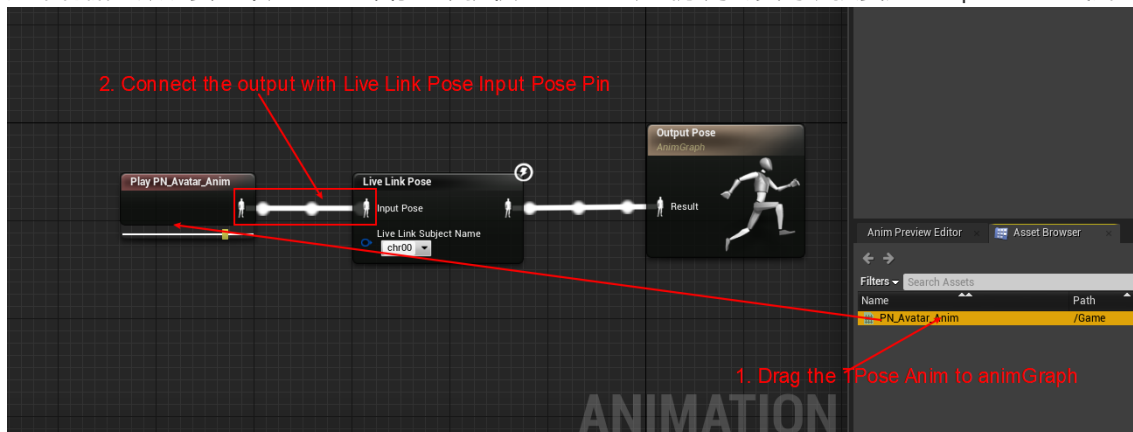 2. Connect the output with Live Link Pose Input Pose Pin
Output Pose
AnimGraph
Play PN_Avatar_Anim
Live Link Pose
Input Pose
Result
Live Link Subject Name
chr00
Anim Preview Editor
Asset Browser
Filters
Search Assets
Name
Path
PN_Avatar_Anim
/Game
1. Drag the TPose Anim to animGraph
ANIMATION